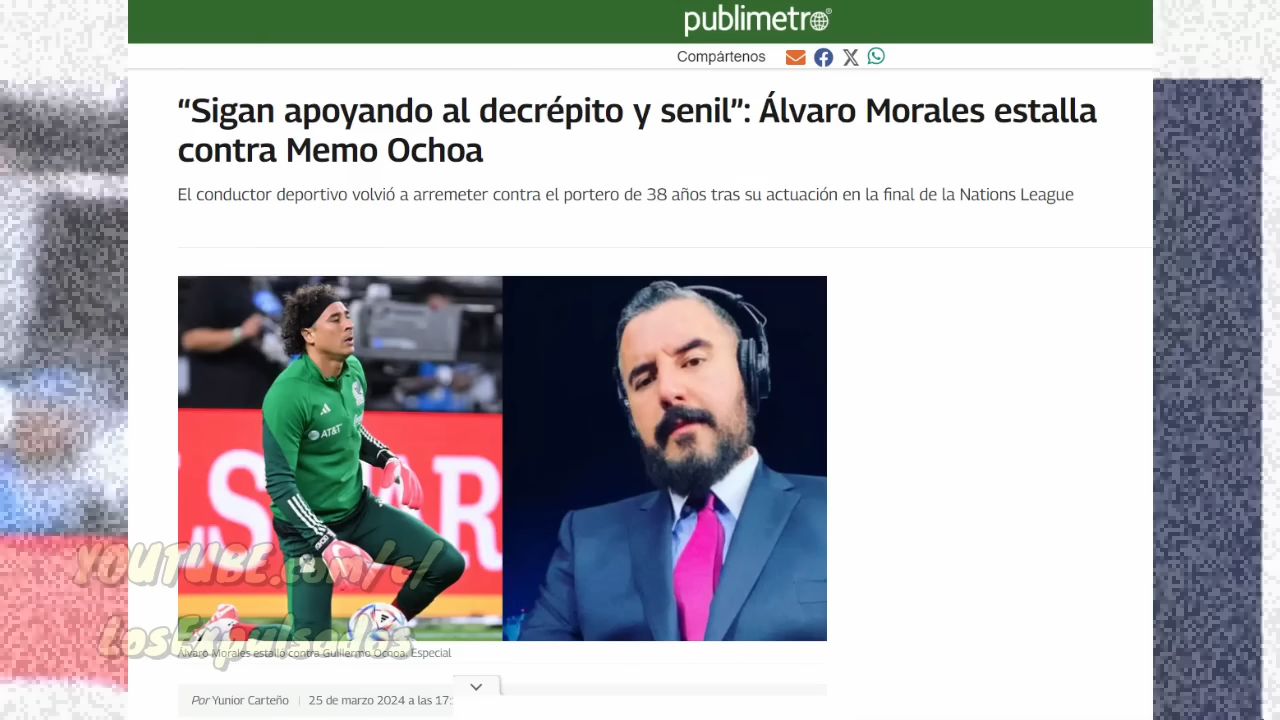 publimetro
Compártenos
“Sigan apoyando al decrépito y senil”: Álvaro Morales estalla
contra Memo Ochoa
El conductor deportivo volvió a arremeter contra el portero de 38 años tras su actuación en la final de la Nations League
AT&T
YOUTUBE.com/c/
LosExpulsados
Álvaro Morales estalló contra Guillermo Ochoa. Especial
Por Yunior Carteño | 25 de marzo 2024 a las 17: